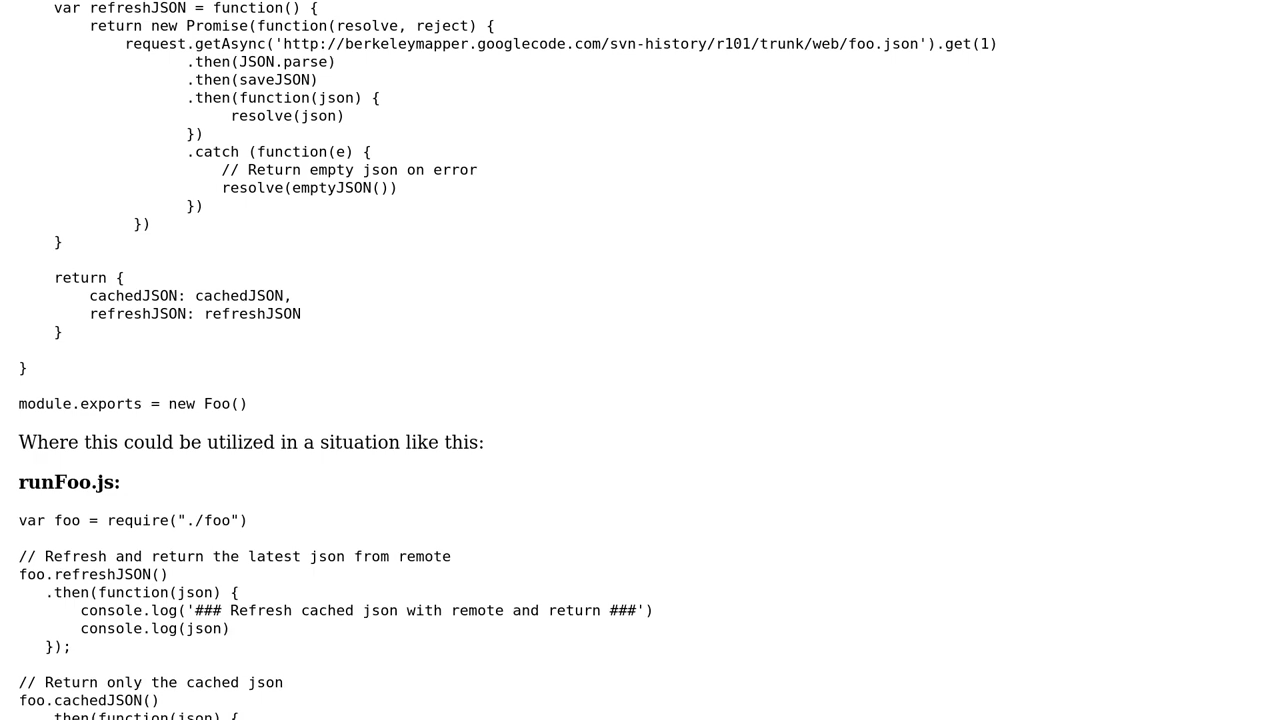 var refreshJSON = function() {
return new Promise(function(resolve, reject) {
request.getAsync('http://berkeleymapper.googlecode.com/svn-history/r101/trunk/web/foo.json').get(1)
.then(JSON.parse)
.then(saveJSON)
.then(function(json) {
resolve(json)
})
.catch (function(e) {
// Return empty json on error
resolve(emptyJSON())
})
})
}
return {
cachedJSON: cachedJSON,
refreshJSON: refreshJSON
}
}
module.exports = new Foo()
Where this could be utilized in a situation like this:
runFoo.js:
var foo = require("./foo")
// Refresh and return the latest json from remote
foo.refreshJSON()
.then(function(json) {
console.log('### Refresh cached json with remote and return ###')
console.log(json)
});
// Return only the cached json
foo.cachedJSON()
.then(function(json) {